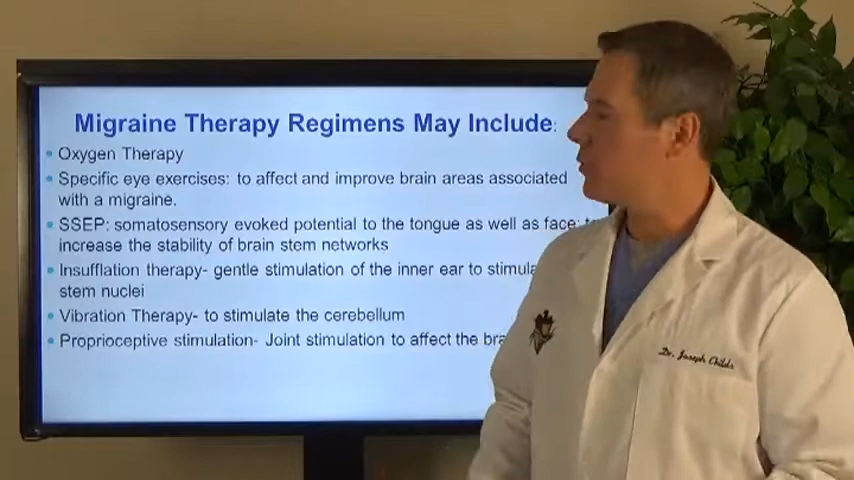 Migraine Therapy Regimens May Include:
• Oxygen Therapy
• Specific eye exercises: to affect and improve brain areas associated
with a migraine.
• SSEP: somatosensory evoked potential to the tongue as well as face: to
increase the stability of brain stem networks
• Insufflation therapy- gentle stimulation of the inner ear to
stem nuclei
• Vibration Therapy- to stimulate the cerebellum
• Proprioceptive stimulation- Joint stimulation to affect the
Dr. Joseph Childs